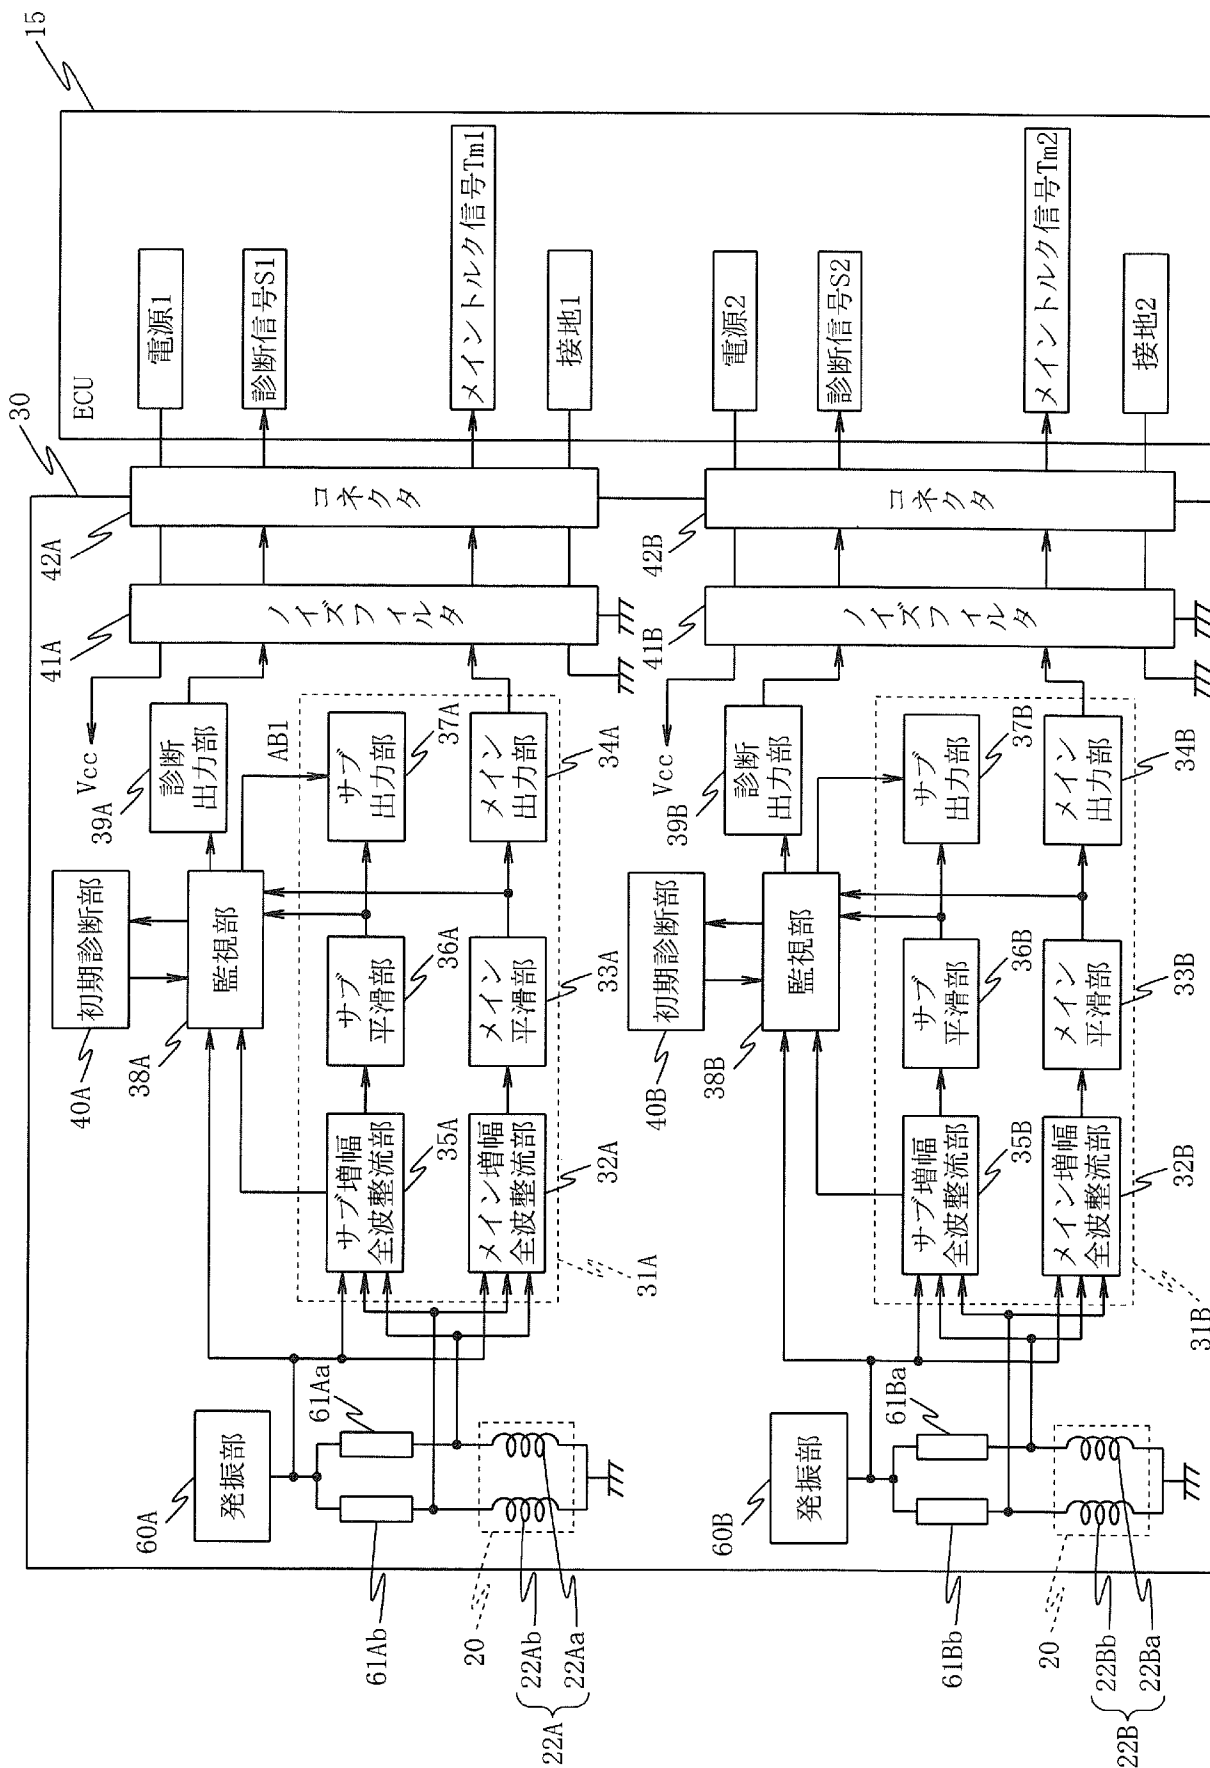 15
30
ECU
電源1
診断信号S1
メイントルク信号Tm1
接地1
電源2
診断信号S2
メイントルク信号Tm2
接地2
42A
コネクタ
42B
コネクタ
41A
ノイズフィルタ
41B
ノイズフィルタ
Vcc
39A
診断
出力部
AB1
サブ
出力部
37A
メイン
出力部
34A
Vcc
39B
診断
出力部
サブ
出力部
37B
メイン
出力部
34B
40A
初期診断部
38A
監視部
サブ
平滑部
36A
メイン
平滑部
33A
40B
初期診断部
38B
監視部
サブ
平滑部
36B
メイン
平滑部
33B
サブ増幅
全波整流部
35A
メイン増幅
全波整流部
32A
31A
サブ増幅
全波整流部
35B
メイン増幅
全波整流部
32B
31B
60A
発振部
61Aa
61Ab
20
22Ab
22Aa
22A
60B
発振部
61Ba
61Bb
20
22Bb
22Ba
22B